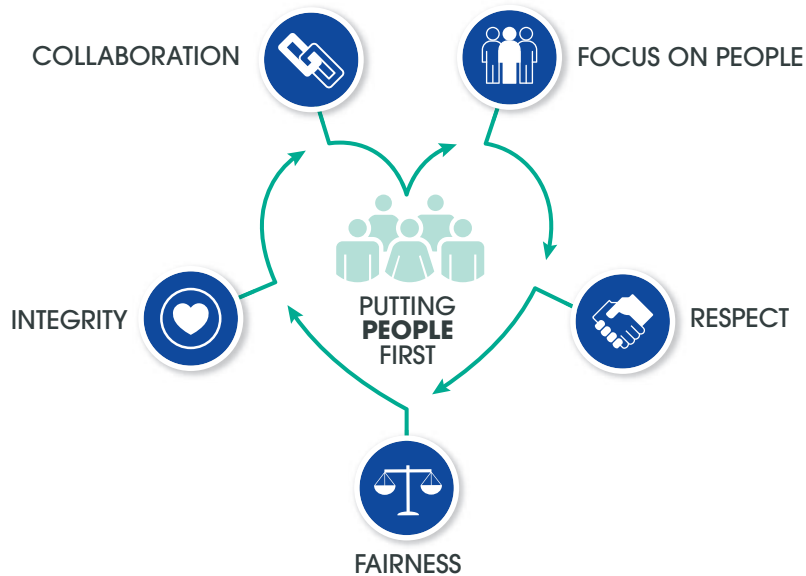 COLLABORATION
FOCUS ON PEOPLE
INTEGRITY
PUTTING
PEOPLE
FIRST
RESPECT
FAIRNESS